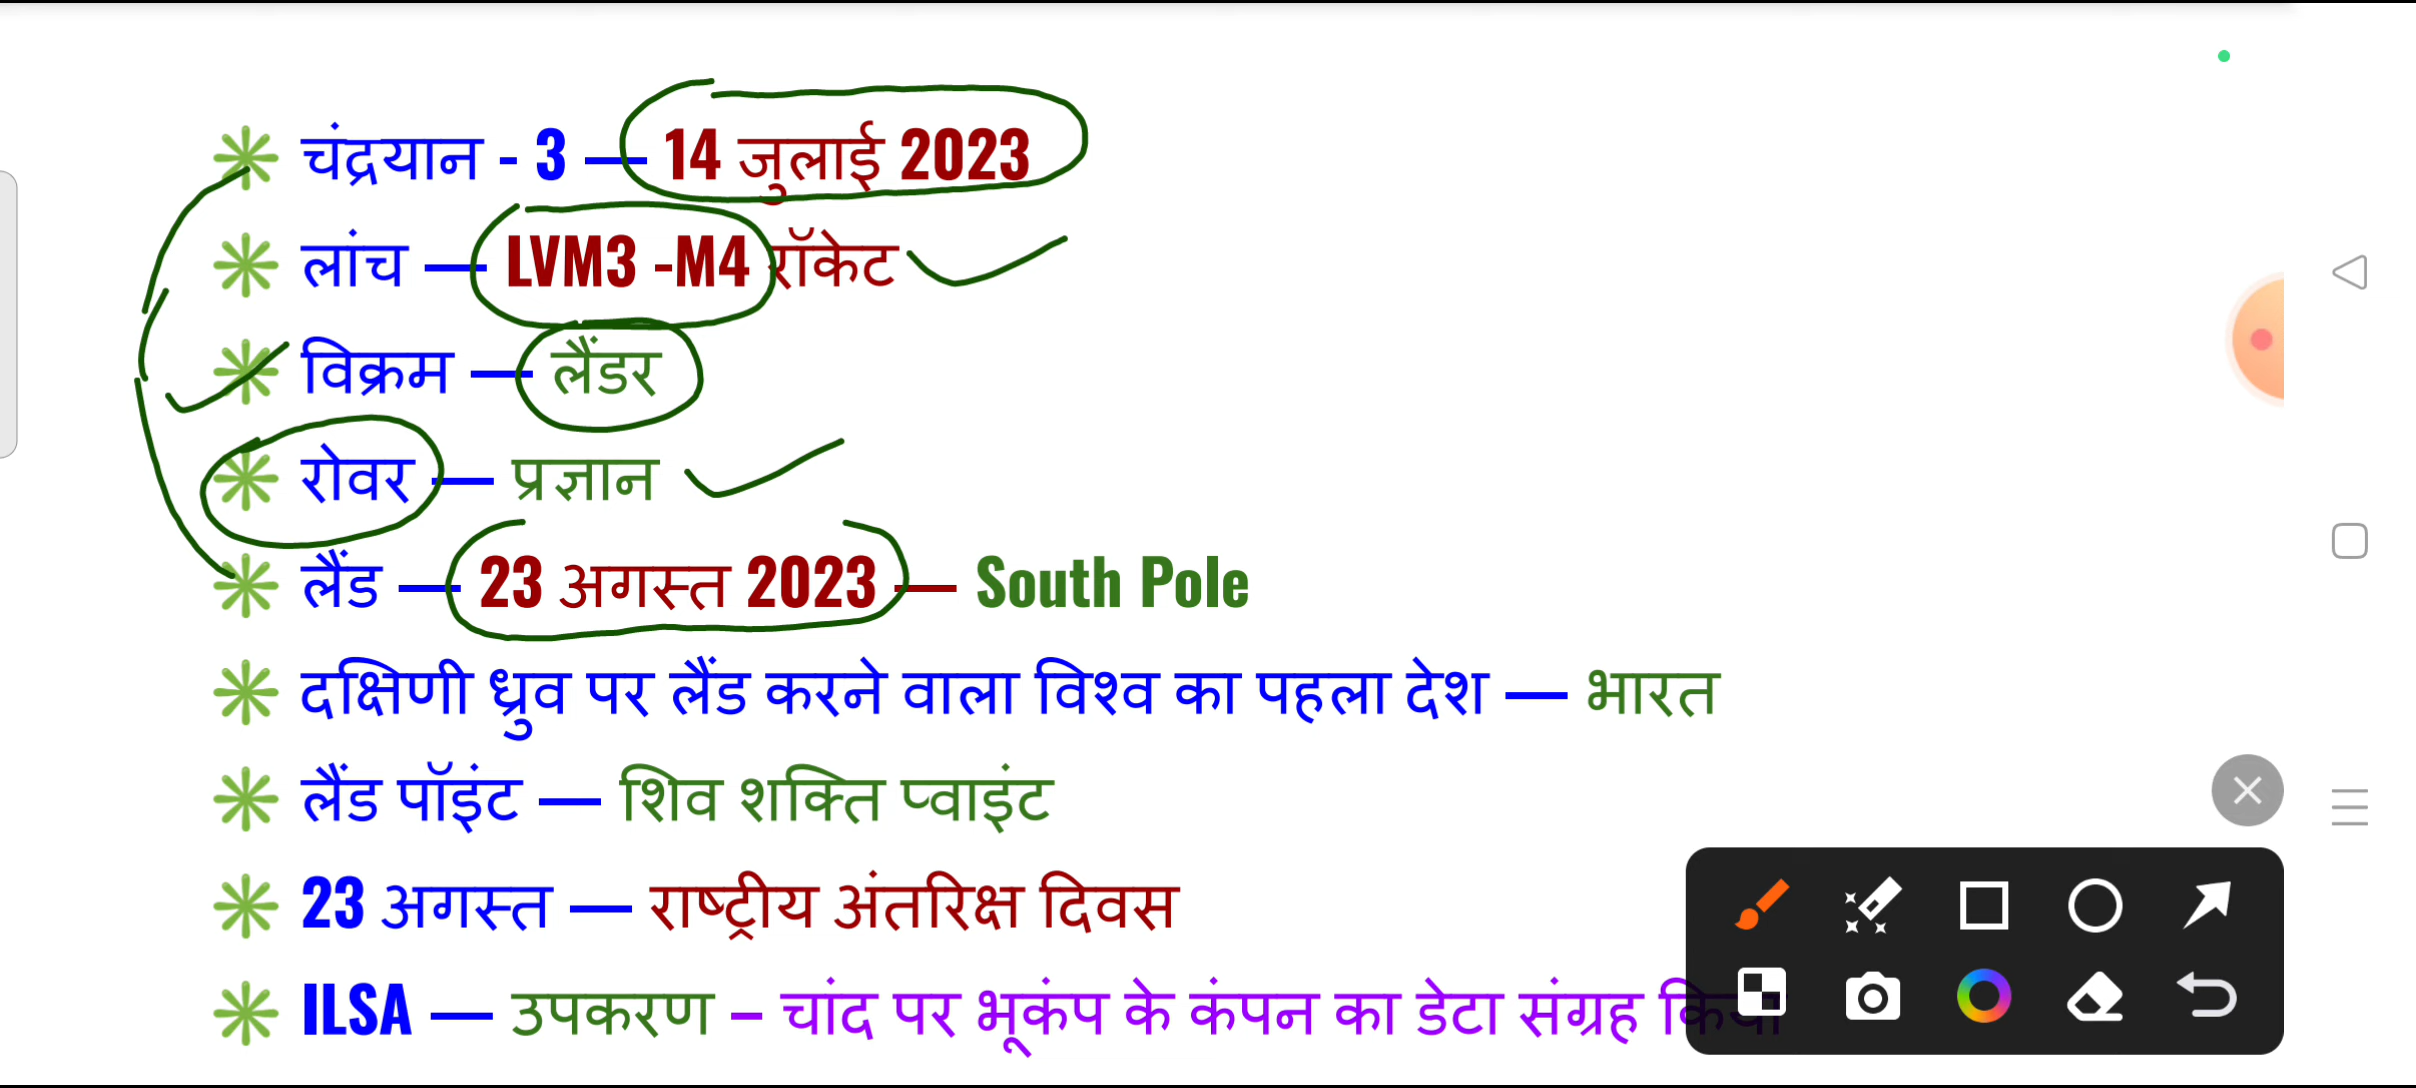 चंद्रयान - 3 — 14 जुलाई 2023
लांच — LVM3 -M4 रॉकेट
विक्रम — लैंडर
रोवर — प्रज्ञान
लैंड — 23 अगस्त 2023 — South Pole
दक्षिणी ध्रुव पर लैंड करने वाला विश्व का पहला देश — भारत
लैंड पॉइंट — शिव शक्ति प्वाइंट
23 अगस्त — राष्ट्रीय अंतरिक्ष दिवस
ILSA — उपकरण – चांद पर भूकंप के कंपन का डेटा संग्रह किया